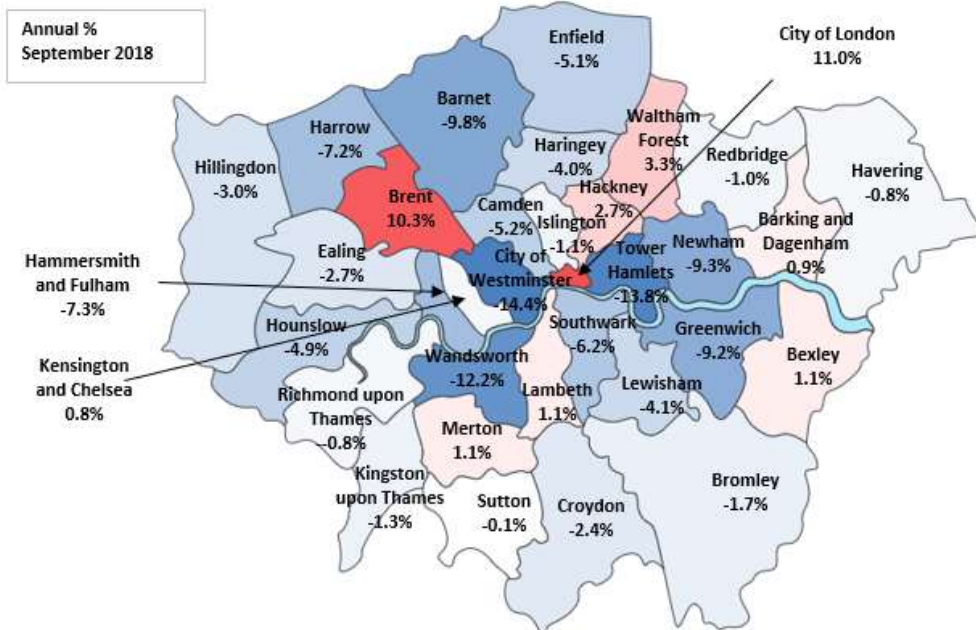 Annual %
September 2018
Enfield
-5.1%
City of London
11.0%
Barnet
-9.8%
Waltham
Forest
3.3%
Harrow
-7.2%
Haringey
-4.0%
Redbridge
-1.0%
Hillingdon
-3.0%
Havering
-0.8%
Hackney
2.7%
Brent
10.3%
Camden
-5.2%
Islington
-1.1%
Barking and
Dagenham
0.9%
Ealing
-2.7%
City of
Westminster
-14.4%
Tower
Hamlets
-13.8%
Newham
-9.3%
Hammersmith
and Fulham
-7.3%
Hounslow
-4.9%
Southwark
-6.2%
Greenwich
-9.2%
Kensington
and Chelsea
0.8%
Wandsworth
-12.2%
Bexley
1.1%
Richmond upon
Thames
--0.8%
Lambeth
1.1%
Lewisham
-4.1%
Merton
1.1%
Kingston
upon Thames
-1.3%
Sutton
-0.1%
Croydon
-2.4%
Bromley
-1.7%